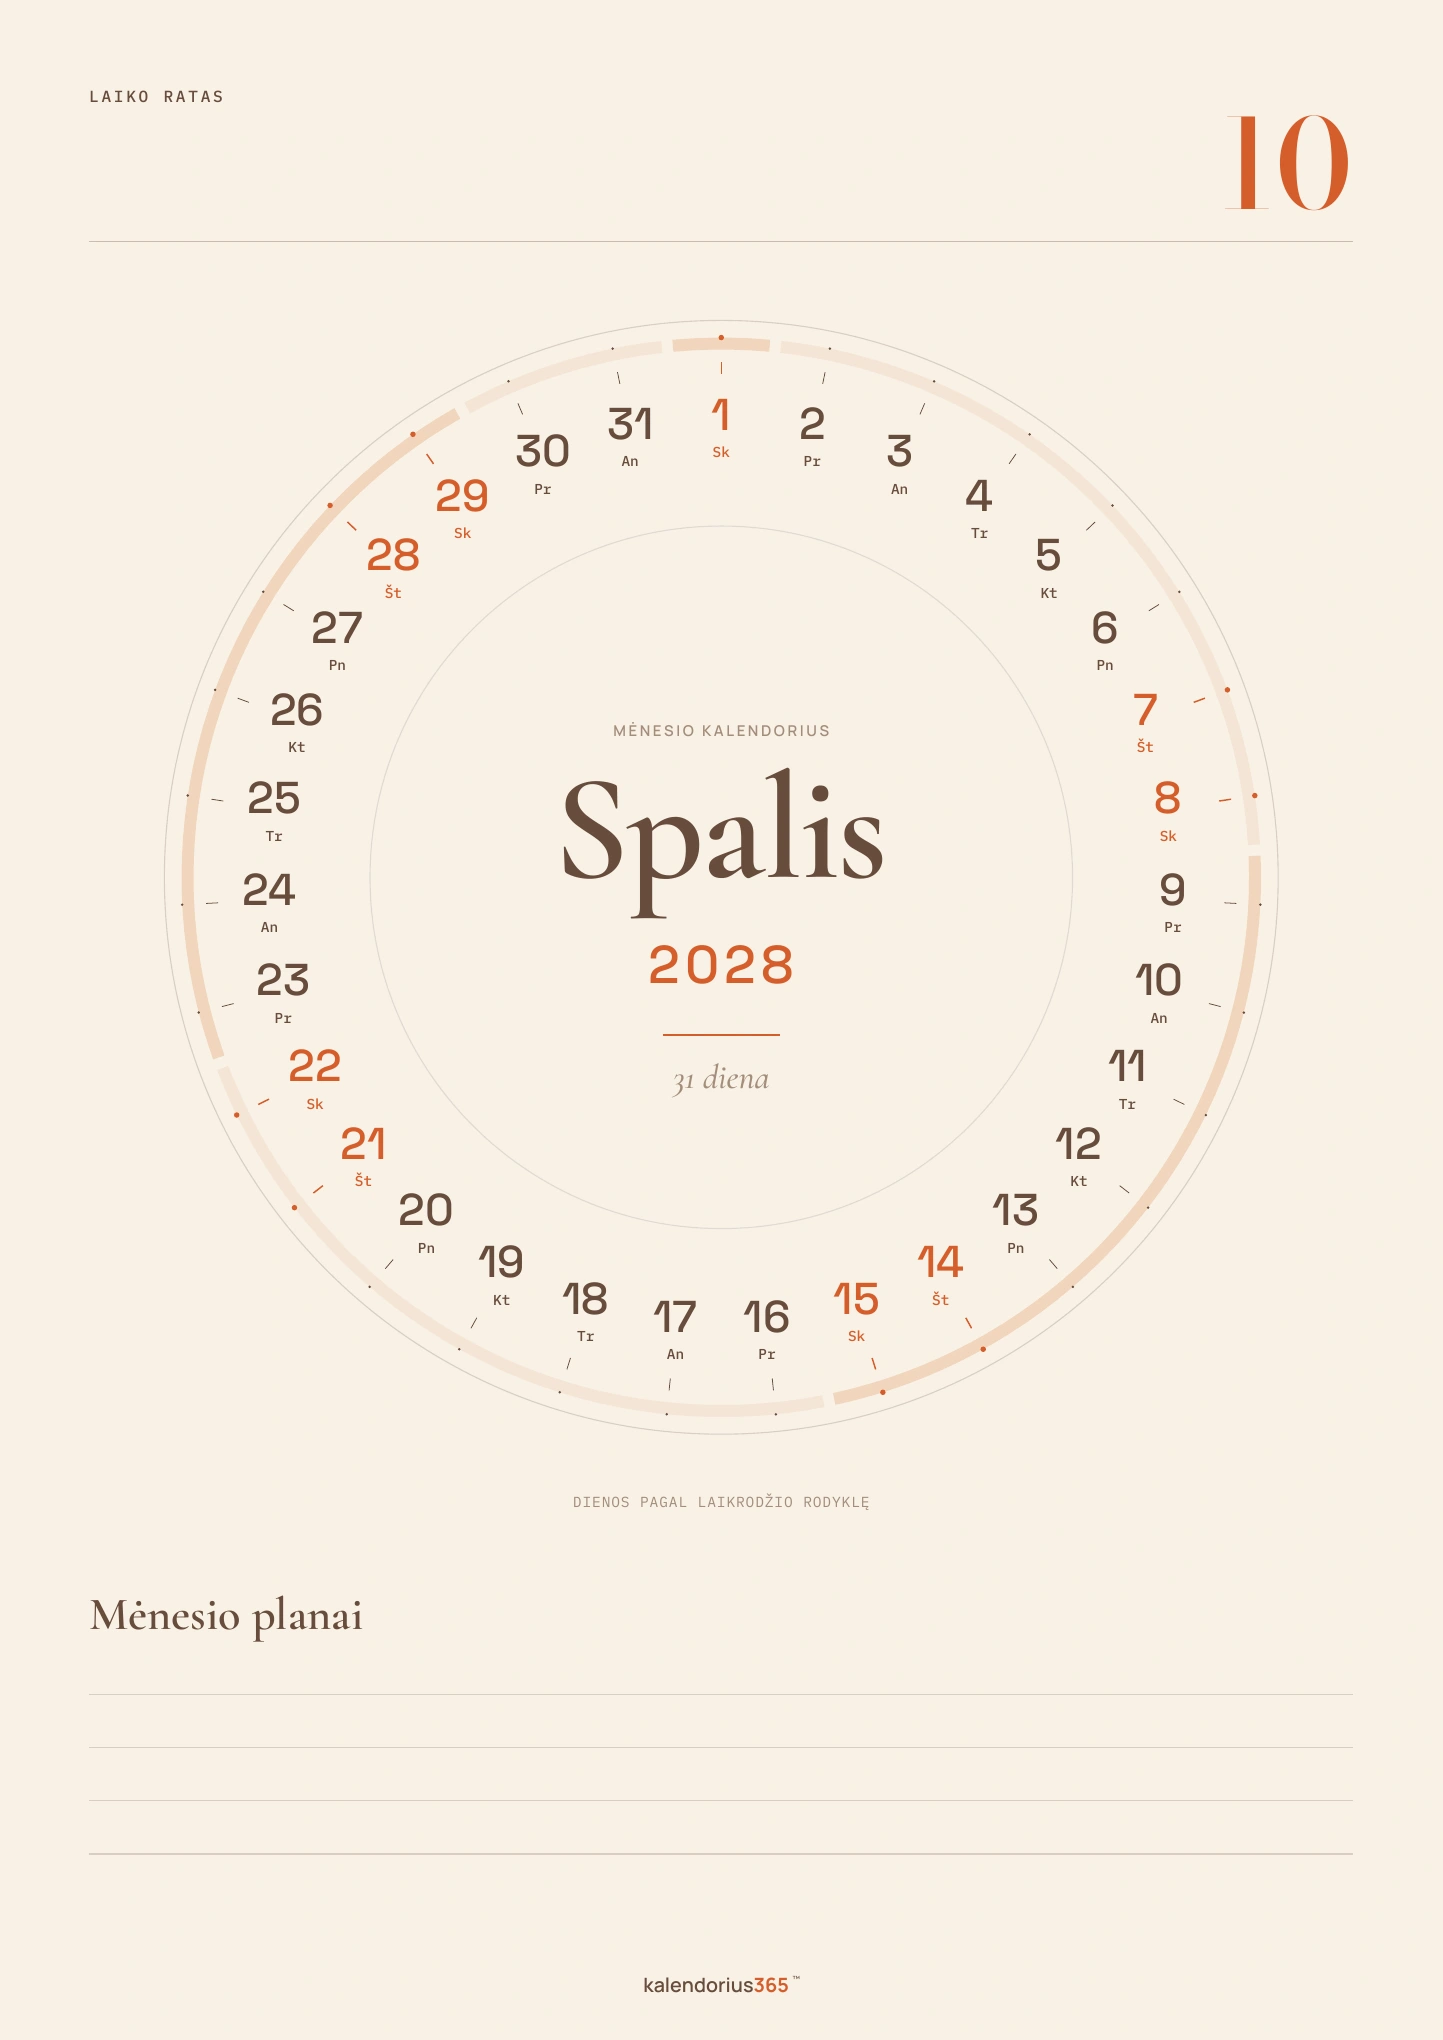 LAIKO RATAS
10
1
Sk
2
Pr
3
An
4
Tr
5
Kt
6
Pn
7
Št
8
Sk
9
Pr
10
An
11
Tr
12
Kt
13
Pn
14
Št
15
Sk
16
Pr
17
An
18
Tr
19
Kt
20
Pn
21
Št
22
Sk
23
Pr
24
An
25
Tr
26
Kt
27
Pn
28
Št
29
Sk
30
Pr
31
An
MĖNESIO KALENDORIUS
Spalis
2028
31 diena
DIENOS PAGAL LAIKRODŽIO RODYKLĘ
Mėnesio planai
kalendorius365™